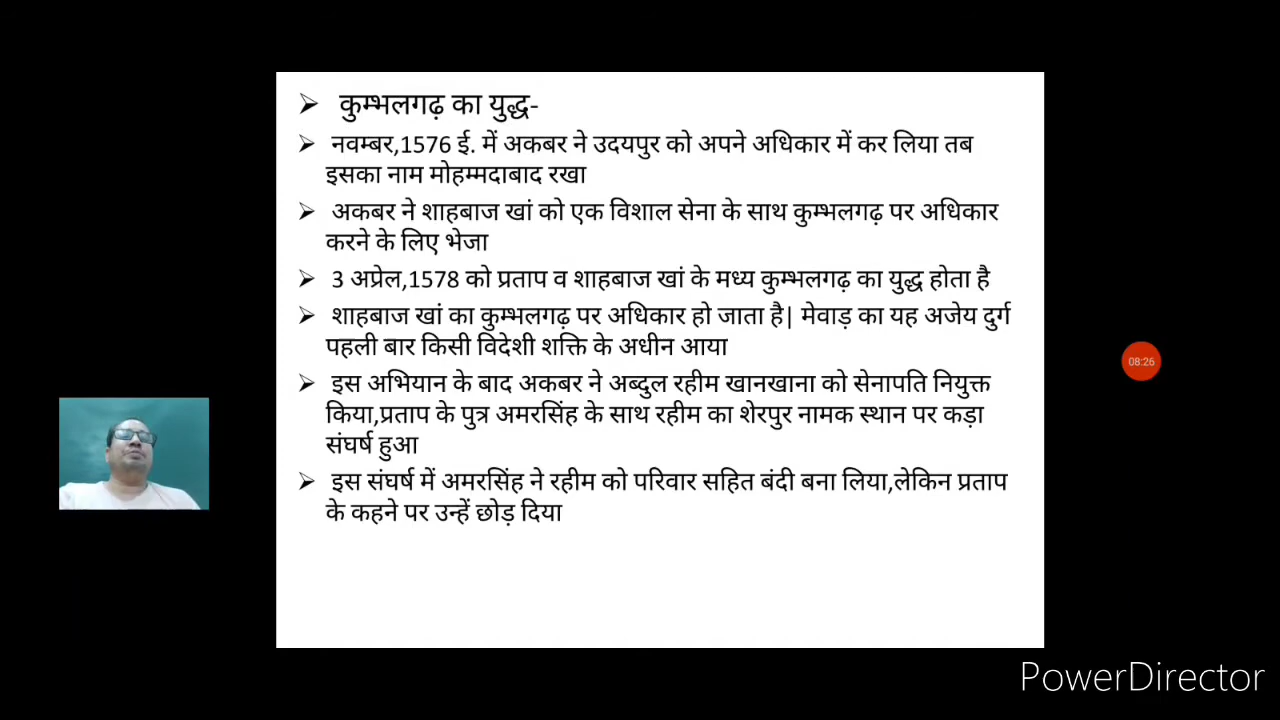 ➢ कुम्भलगढ़ का युद्ध-
➢ नवम्बर,1576 ई. में अकबर ने उदयपुर को अपने अधिकार में कर लिया तब
इसका नाम मोहम्मदाबाद रखा
➢ अकबर ने शाहबाज खां को एक विशाल सेना के साथ कुम्भलगढ़ पर अधिकार
करने के लिए भेजा
➢ 3 अप्रेल,1578 को प्रताप व शाहबाज खां के मध्य कुम्भलगढ़ का युद्ध होता है
➢ शाहबाज खां का कुम्भलगढ़ पर अधिकार हो जाता है| मेवाड़ का यह अजेय दुर्ग
पहली बार किसी विदेशी शक्ति के अधीन आया
➢ इस अभियान के बाद अकबर ने अब्दुल रहीम खानखाना को सेनापति नियुक्त
किया,प्रताप के पुत्र अमरसिंह के साथ रहीम का शेरपुर नामक स्थान पर कड़ा
संघर्ष हुआ
➢ इस संघर्ष में अमरसिंह ने रहीम को परिवार सहित बंदी बना लिया,लेकिन प्रताप
के कहने पर उन्हें छोड़ दिया
08:26
PowerDirector